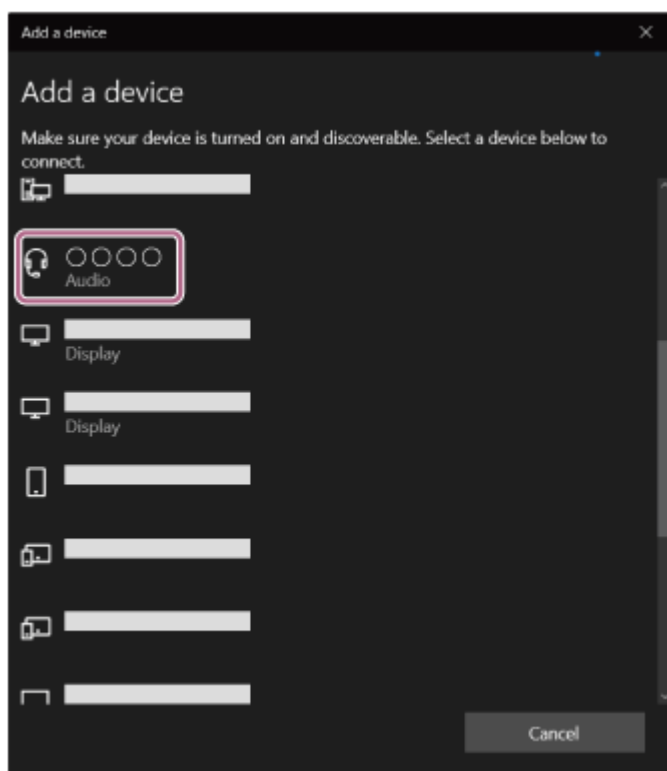 Add a device
Add a device
Make sure your device is turned on and discoverable. Select a device below to
connect.
○○○○
Audio
Display
Display
Cancel